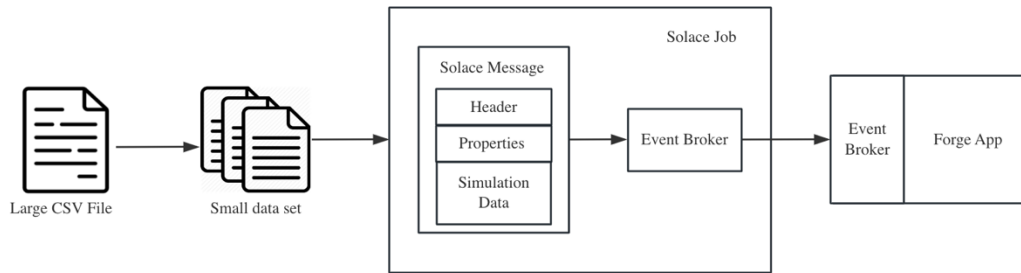 Large CSV File
Small data set
Solace Job
Solace Message
Header
Properties
Simulation
Data
Event Broker
Event
Broker
Forge App